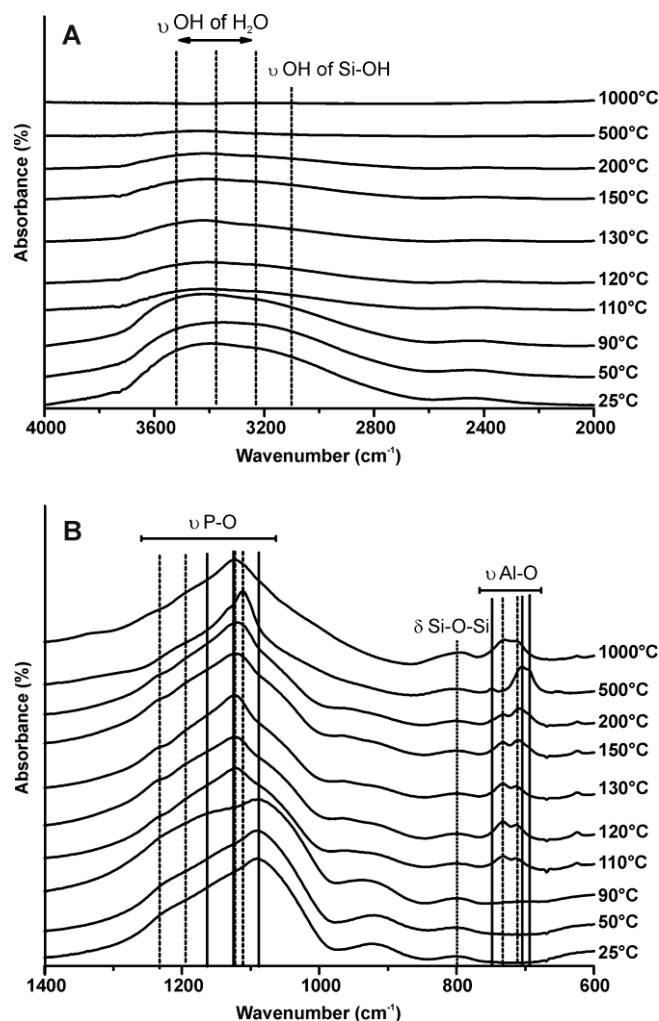 A
υ OH of H₂O
υ OH of Si-OH
1000°C
500°C
200°C
150°C
130°C
120°C
110°C
90°C
50°C
25°C
Absorbance (%)
4000 3600 3200 2800 2400 2000
Wavenumber (cm⁻¹)
B
υ P-O
υ Al-O
δ Si-O-Si
1000°C
500°C
200°C
150°C
130°C
120°C
110°C
90°C
50°C
25°C
Absorbance (%)
1400 1200 1000 800 600
Wavenumber (cm⁻¹)